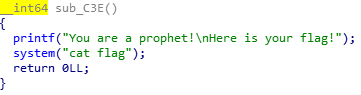 __int64 sub_C3E()
{
  printf("You are a prophet!\nHere is your flag!");
  system("cat flag");
  return 0LL;
}